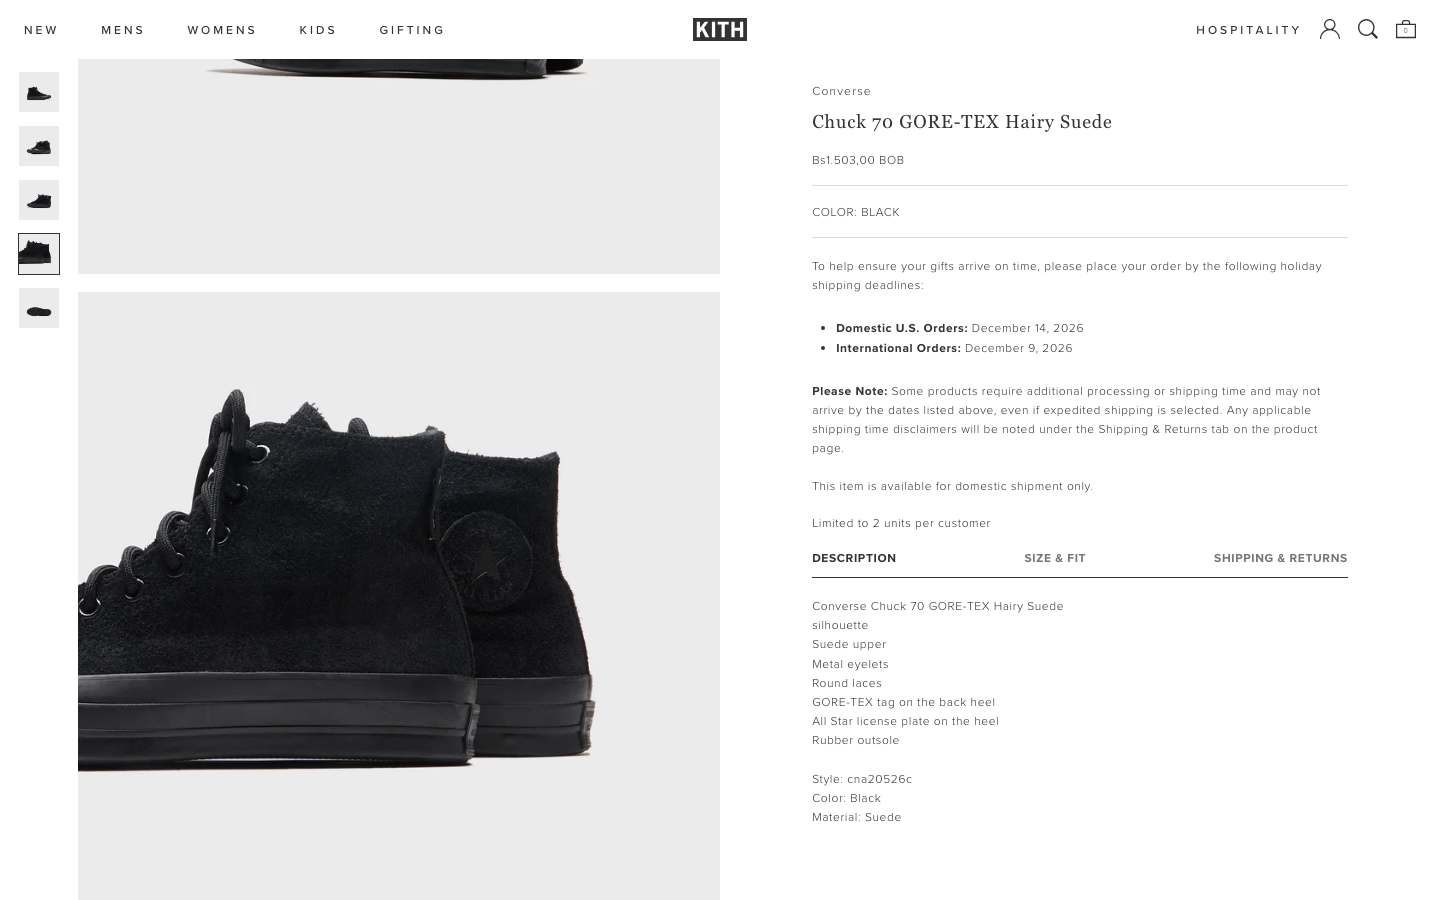 NEW MENS WOMENS KIDS GIFTING KITH HOSPITALITY 0
Converse
Chuck 70 GORE-TEX Hairy Suede
Bs1.503,00 BOB
COLOR: BLACK
To help ensure your gifts arrive on time, please place your order by the following holiday
shipping deadlines:
• Domestic U.S. Orders: December 14, 2026
• International Orders: December 9, 2026
Please Note: Some products require additional processing or shipping time and may not
arrive by the dates listed above, even if expedited shipping is selected. Any applicable
shipping time disclaimers will be noted under the Shipping & Returns tab on the product
page.
This item is available for domestic shipment only.
Limited to 2 units per customer
DESCRIPTION SIZE & FIT SHIPPING & RETURNS
Converse Chuck 70 GORE-TEX Hairy Suede
silhouette
Suede upper
Metal eyelets
Round laces
GORE-TEX tag on the back heel
All Star license plate on the heel
Rubber outsole
Style: cna20526c
Color: Black
Material: Suede